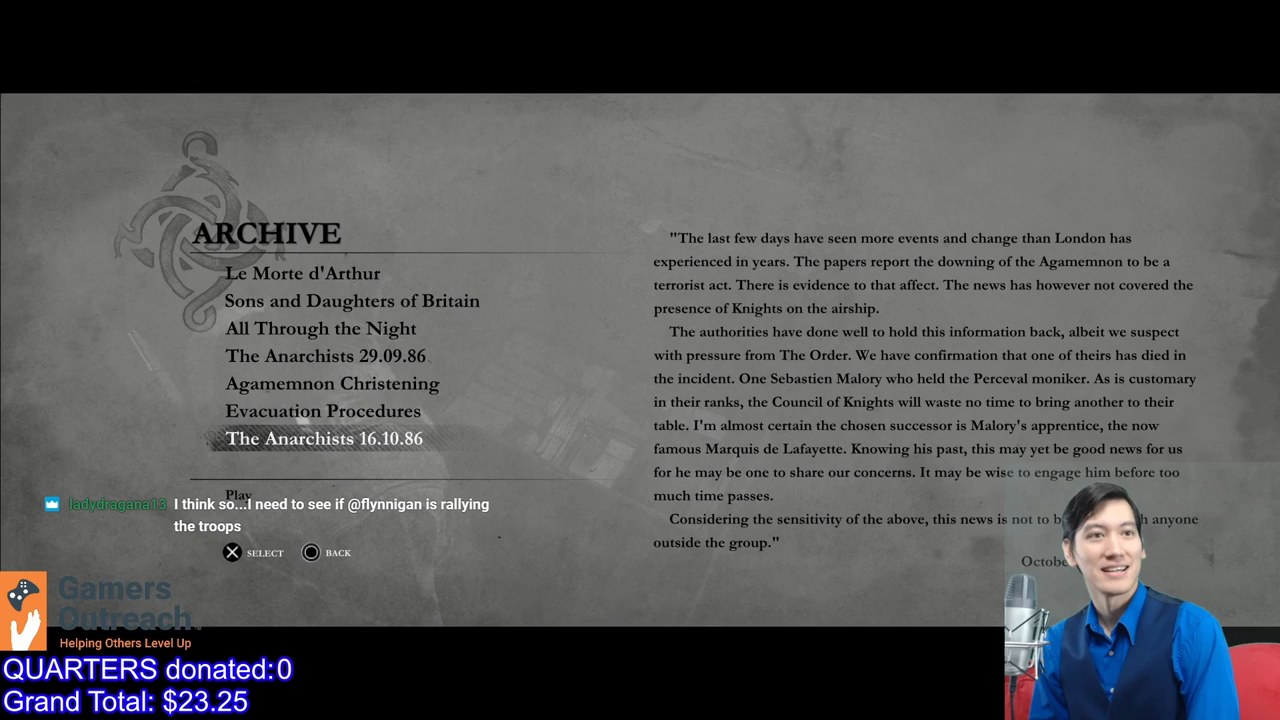 ARCHIVE
Le Morte d'Arthur
Sons and Daughters of Britain
All Through the Night
The Anarchists 29.09.86
Agamemnon Christening
Evacuation Procedures
The Anarchists 16.10.86
Play
ladydragana13 I think so...I need to see if @flynnigan is rallying
the troops
SELECT BACK
"The last few days have seen more events and change than London has
experienced in years. The papers report the downing of the Agamemnon to be a
terrorist act. There is evidence to that affect. The news has however not covered the
presence of Knights on the airship.
The authorities have done well to hold this information back, albeit we suspect
with pressure from The Order. We have confirmation that one of theirs has died in
the incident. One Sebastien Malory who held the Perceval moniker. As is customary
in their ranks, the Council of Knights will waste no time to bring another to their
table. I'm almost certain the chosen successor is Malory's apprentice, the now
famous Marquis de Lafayette. Knowing his past, this may yet be good news for us
for he may be one to share our concerns. It may be wise to engage him before too
much time passes.
Considering the sensitivity of the above, this news is not to anyone
outside the group."
Gamers
Outreach
Helping Others Level Up
QUARTERS donated:0
Grand Total: $23.25